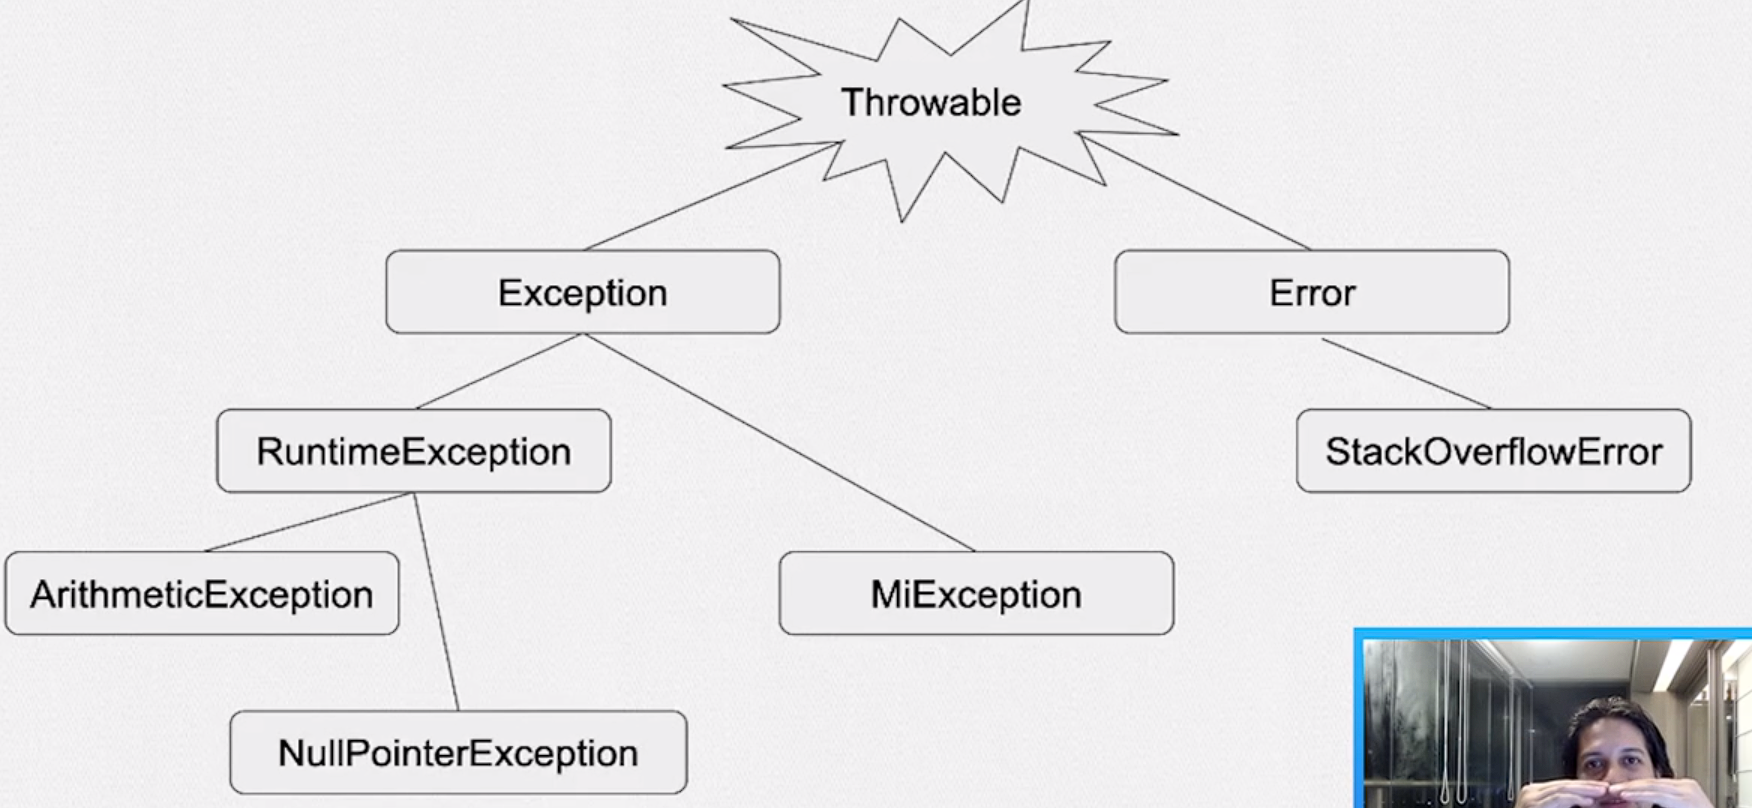 Throwable
Exception
Error
RuntimeException
StackOverflowError
ArithmeticException
MiException
NullPointerException